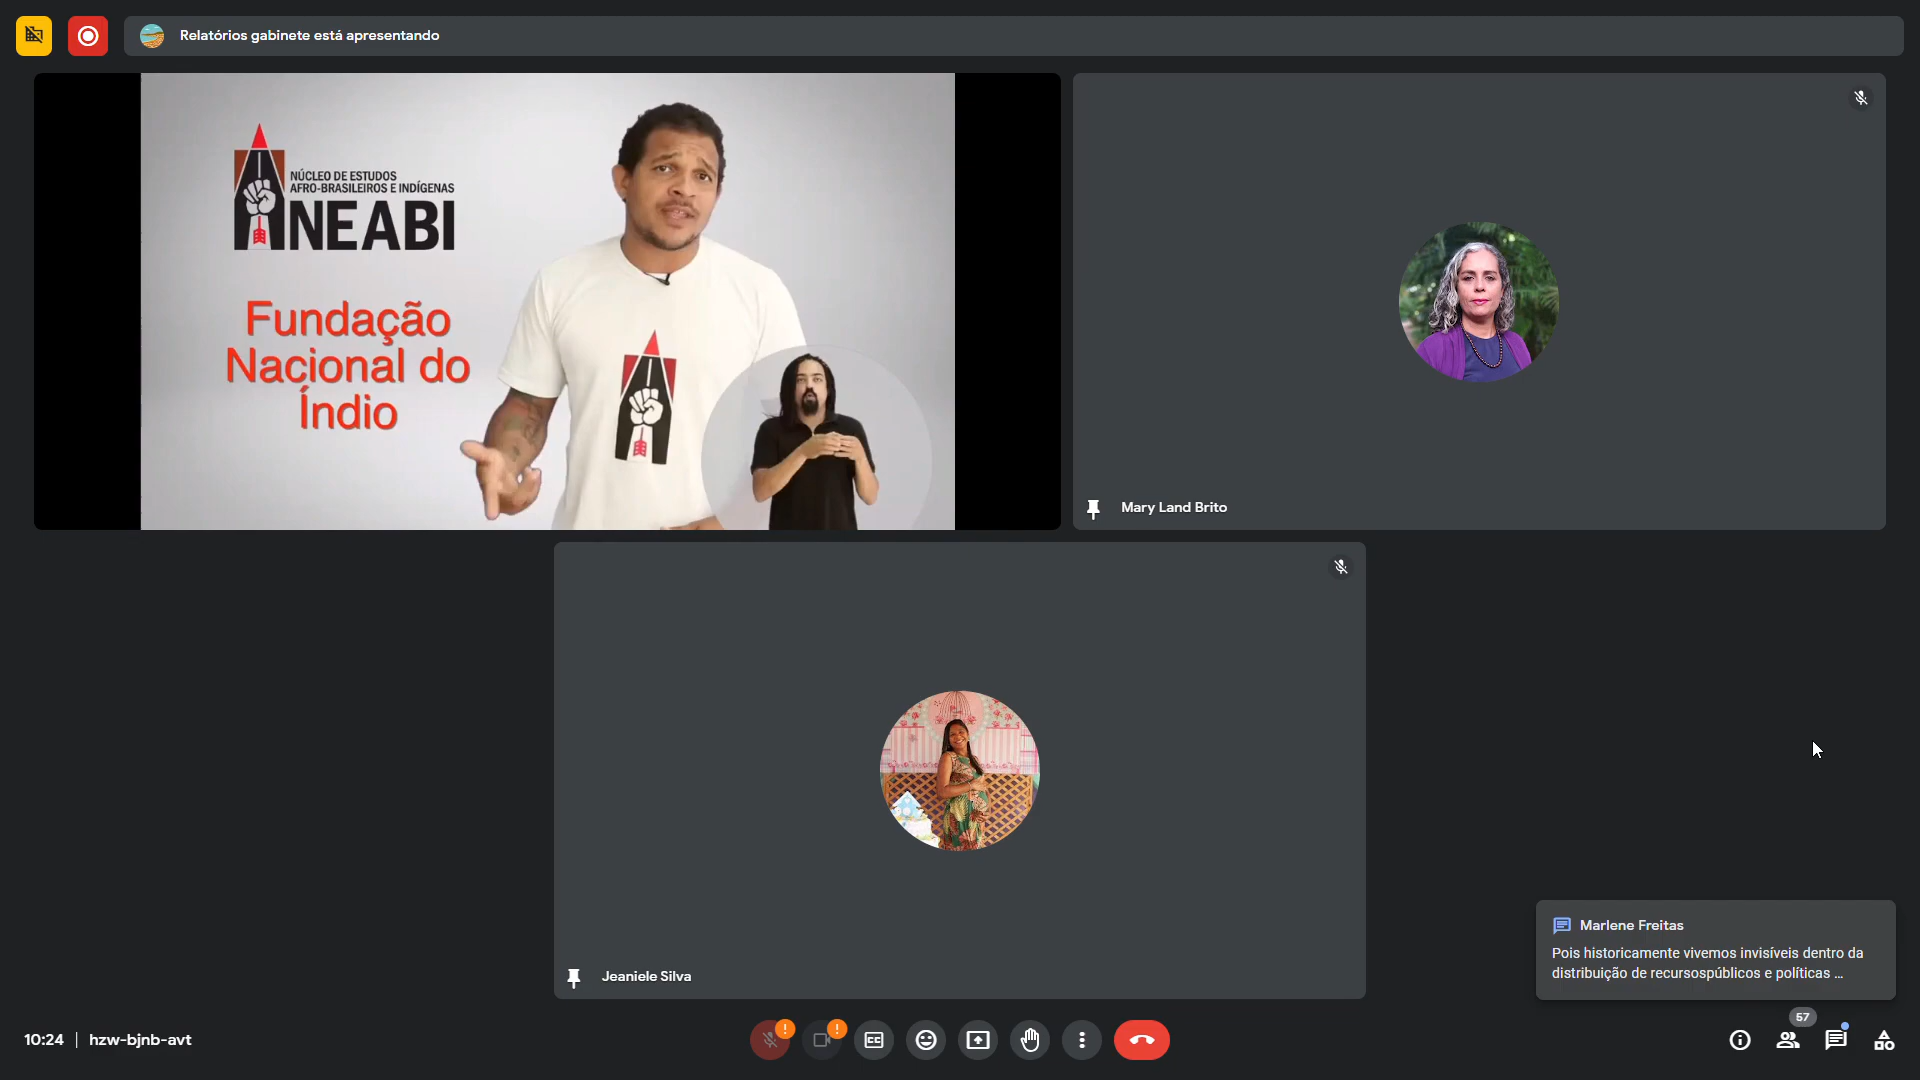 Relatórios gabinete está apresentando
NÚCLEO DE ESTUDOS
AFRO-BRASILEIROS E INDÍGENAS
NEABI
Fundação
Nacional do
Índio
Mary Land Brito
Jeaniele Silva
Marlene Freitas
Pois historicamente vivemos invisíveis dentro da
distribuição de recursospúblicos e políticas ...
10:24 | hzw-bjnb-avt
57